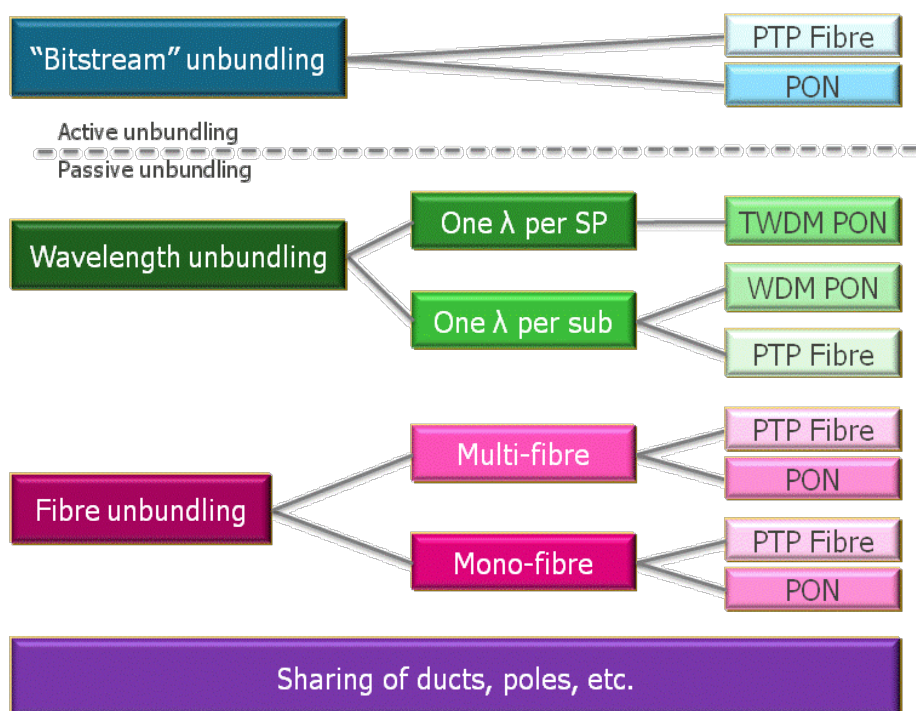 “Bitstream” unbundling
PTP Fibre
PON
Active unbundling
Passive unbundling
Wavelength unbundling
One λ per SP
TWDM PON
One λ per sub
WDM PON
PTP Fibre
Fibre unbundling
Multi-fibre
PTP Fibre
PON
Mono-fibre
PTP Fibre
PON
Sharing of ducts, poles, etc.